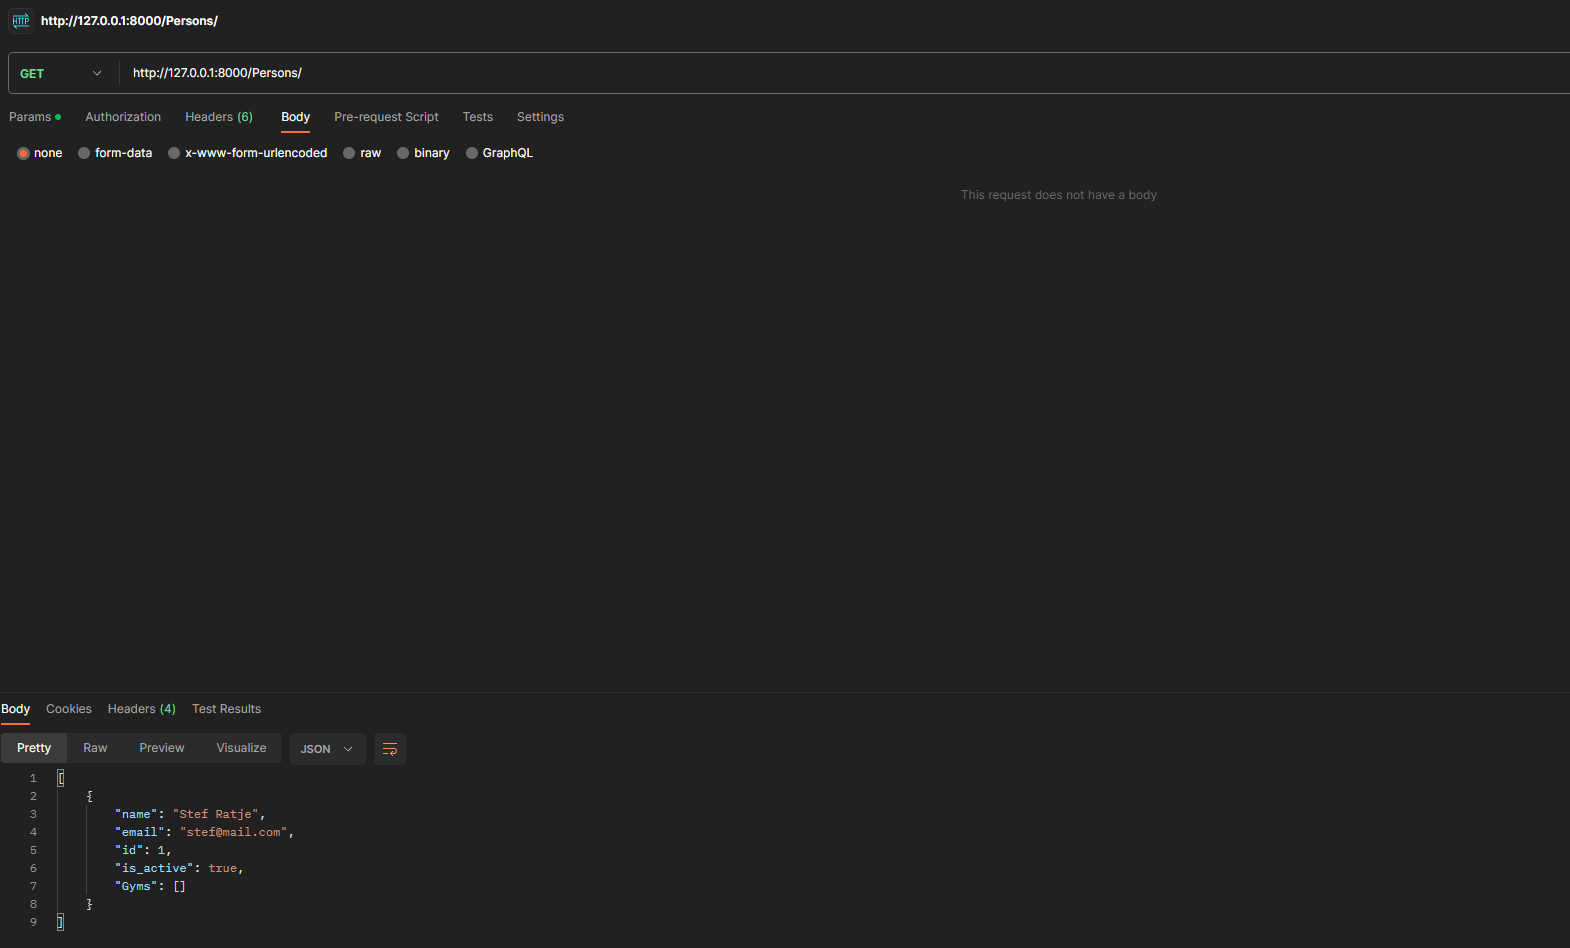 HTTP http://127.0.0.1:8000/Persons/
GET http://127.0.0.1:8000/Persons/
Params Authorization Headers (6) Body Pre-request Script Tests Settings
none form-data x-www-form-urlencoded raw binary GraphQL
This request does not have a body
Body Cookies Headers (4) Test Results
Pretty Raw Preview Visualize JSON
1 [
2 {
3 "name": "Stef Ratje",
4 "email": "stef@mail.com",
5 "id": 1,
6 "is_active": true,
7 "Gyms": []
8 }
9 ]